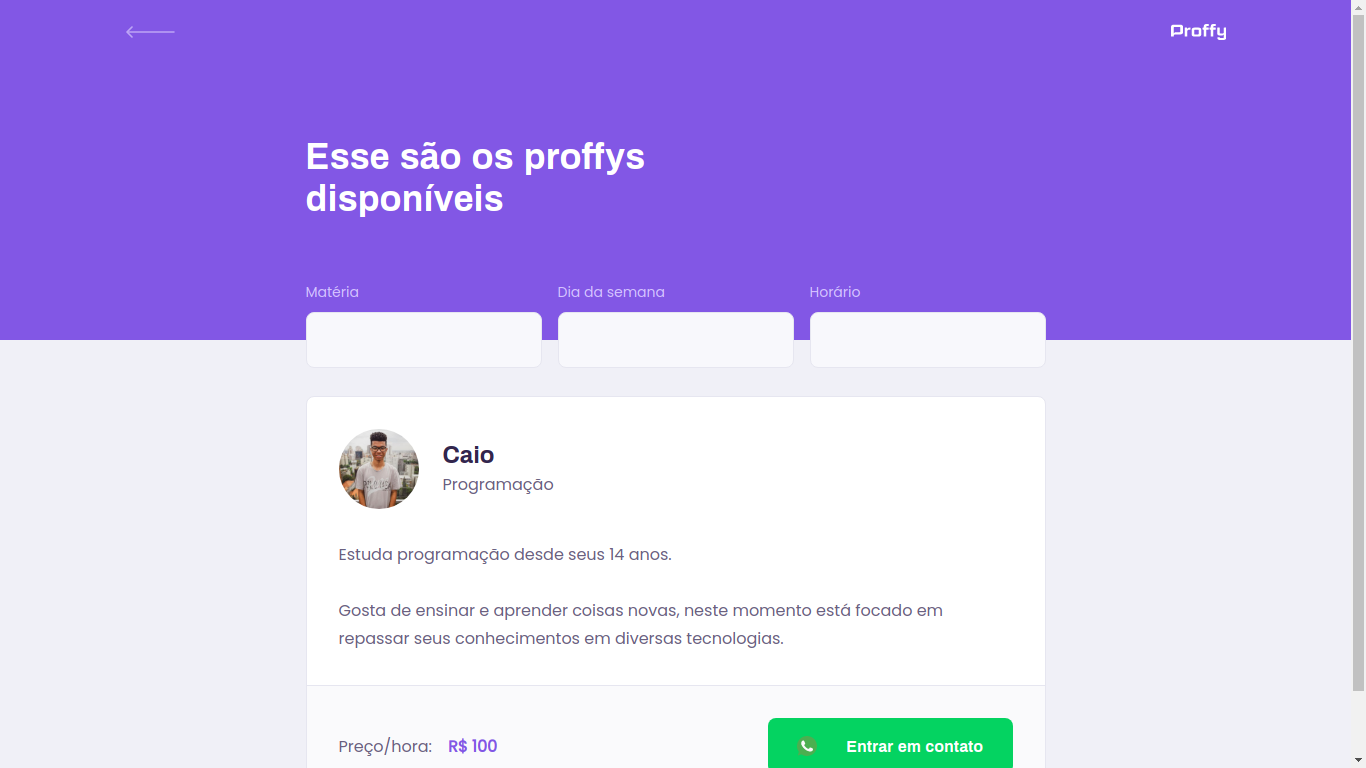 Proffy
Esse são os proffys
disponíveis
Matéria Dia da semana Horário
Caio
Programação
Estuda programação desde seus 14 anos.
Gosta de ensinar e aprender coisas novas, neste momento está focado em
repassar seus conhecimentos em diversas tecnologias.
Preço/hora: R$ 100 Entrar em contato